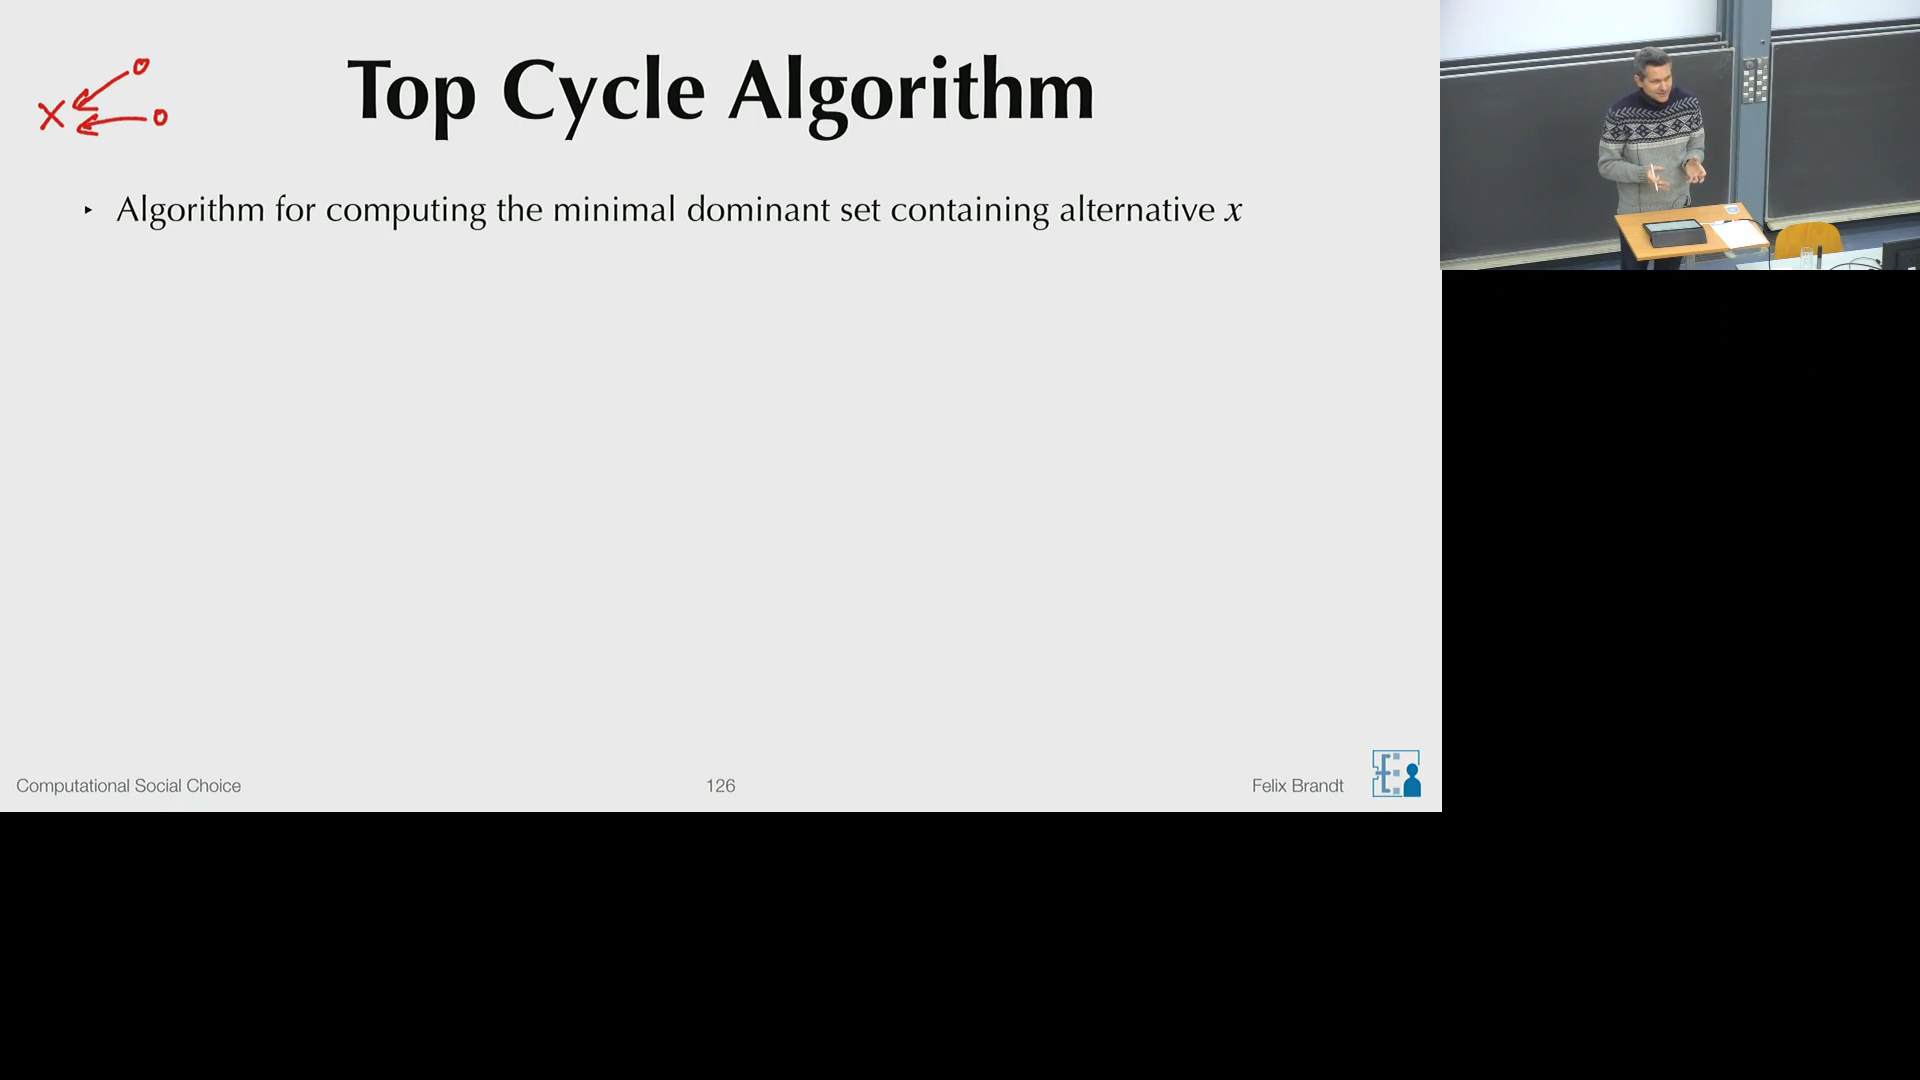 X
Top Cycle Algorithm
‣ Algorithm for computing the minimal dominant set containing alternative x
Computational Social Choice
126
Felix Brandt